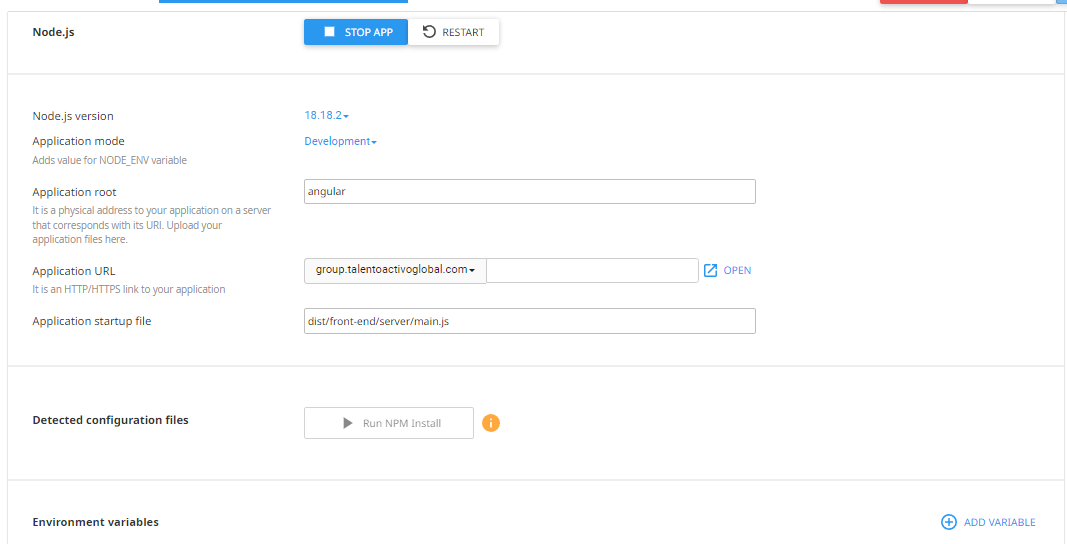 Node.js
STOP APP
RESTART
Node.js version
18.18.2
Application mode
Development
Adds value for NODE_ENV variable
Application root
angular
It is a physical address to your application on a server
that corresponds with its URI. Upload your
application files here.
Application URL
group.talentoactivoglobal.com
OPEN
It is an HTTP/HTTPS link to your application
Application startup file
dist/front-end/server/main.js
Detected configuration files
Run NPM Install
Environment variables
ADD VARIABLE